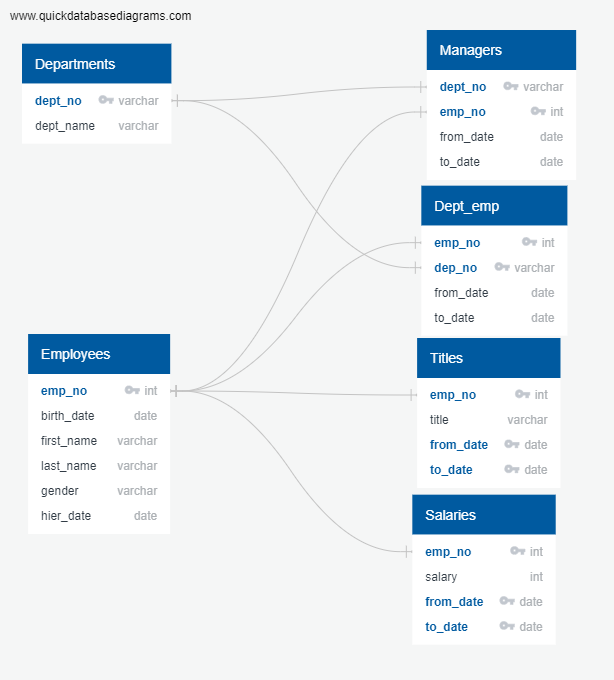 www.quickdatabasediagrams.com
Departments
dept_no varchar
dept_name varchar
Employees
emp_no int
birth_date date
first_name varchar
last_name varchar
gender varchar
hier_date date
Managers
dept_no varchar
emp_no int
from_date date
to_date date
Dept_emp
emp_no int
dep_no varchar
from_date date
to_date date
Titles
emp_no int
title varchar
from_date date
to_date date
Salaries
emp_no int
salary int
from_date date
to_date date